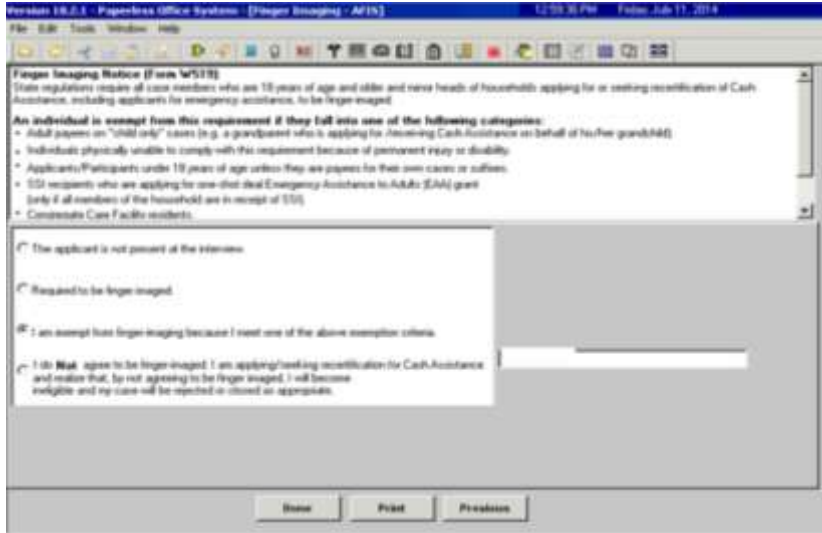 Version 18.2.1 - Paperless Office System - [Finger Imaging - AFIS] 12:59:36 PM Friday, July 11, 2014
File Edit Tools Window Help
Finger Imaging Notice (Form W519)
State regulations require all case members who are 18 years of age and older and minor heads of households applying for or seeking recertification of Cash
Assistance, including applicants for emergency assistance, to be finger-imaged.
An individual is exempt from this requirement if they fall into one of the following categories:
• Adult payees on "child only" cases (e.g. a grandparent who is applying for /receiving Cash Assistance on behalf of his/her grandchild).
• Individuals physically unable to comply with this requirement because of permanent injury or disability.
* Applicants/Participants under 18 years of age unless they are payees for their own cases or suffixes.
• SSI recipients who are applying for one-shot deal Emergency Assistance to Adults (EAA) grant
(only if all members of the household are in receipt of SSI).
* Congregate Care Facility residents.
The applicant is not present at the interview.
Required to be finger-imaged.
I am exempt from finger-imaging because I meet one of the above exemption criteria.
I do Not agree to be finger-imaged. I am applying/seeking recertification for Cash Assistance
and realize that, by not agreeing to be finger imaged, I will become
ineligible and my case will be rejected or closed as appropriate.
Done Print Previous